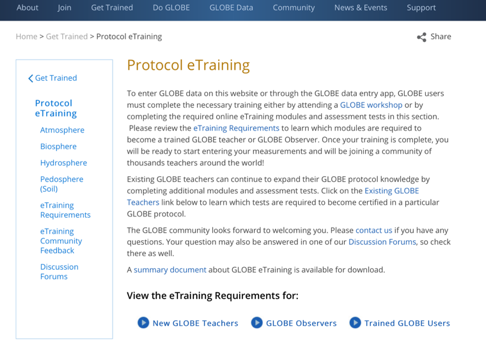 About Join Get Trained Do GLOBE GLOBE Data Community News & Events Support
Home > Get Trained > Protocol eTraining
Share
Get Trained
Protocol
eTraining
Atmosphere
Biosphere
Hydrosphere
Pedosphere
(Soil)
eTraining
Requirements
eTraining
Community
Feedback
Discussion
Forums
Protocol eTraining
To enter GLOBE data on this website or through the GLOBE data entry app, GLOBE users
must complete the necessary training either by attending a GLOBE workshop or by
completing the required online eTraining modules and assessment tests in this section.
Please review the eTraining Requirements to learn which modules are required to
become a trained GLOBE teacher or GLOBE Observer. Once your training is complete, you
will be ready to start entering your measurements and will be joining a community of
thousands teachers around the world!
Existing GLOBE teachers can continue to expand their GLOBE protocol knowledge by
completing additional modules and assessment tests. Click on the Existing GLOBE
Teachers link below to learn which tests are required to become certified in a particular
GLOBE protocol.
The GLOBE community looks forward to welcoming you. Please contact us if you have any
questions. Your question may also be answered in one of our Discussion Forums, so check
there as well.
A summary document about GLOBE eTraining is available for download.
View the eTraining Requirements for:
New GLOBE Teachers GLOBE Observers Trained GLOBE Users